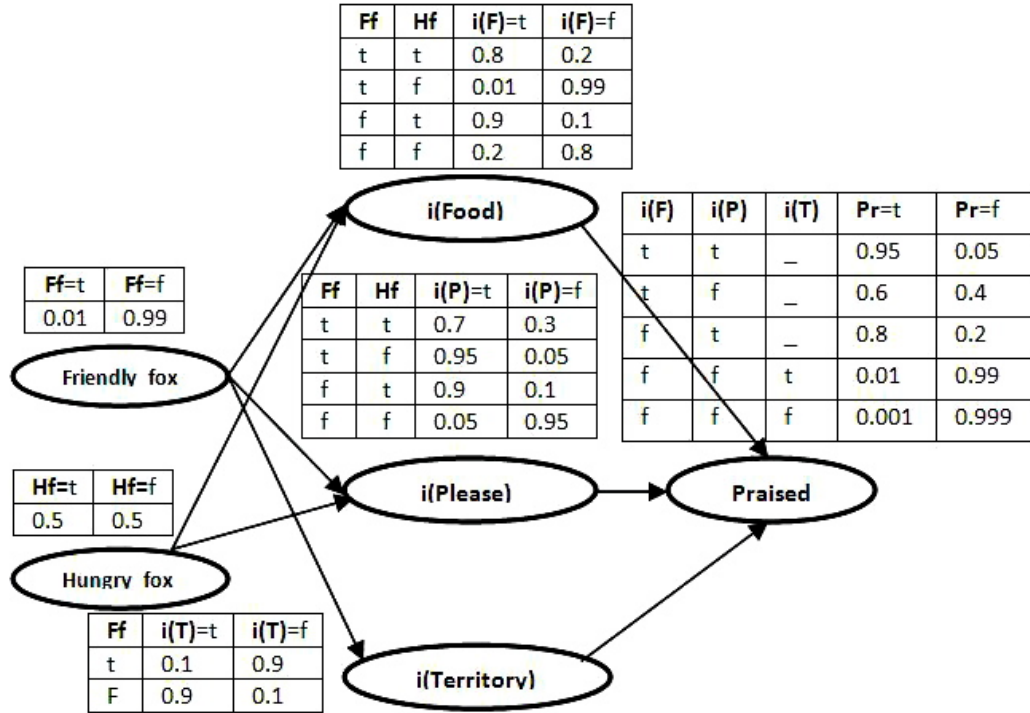 Ff Hf i(F)=t i(F)=f
t t 0.8 0.2
t f 0.01 0.99
f t 0.9 0.1
f f 0.2 0.8
i(Food)
i(F) i(P) i(T) Pr=t Pr=f
t t _ 0.95 0.05
t f _ 0.6 0.4
f t _ 0.8 0.2
f f t 0.01 0.99
f f f 0.001 0.999
Ff=t Ff=f
0.01 0.99
Friendly fox
Ff Hf i(P)=t i(P)=f
t t 0.7 0.3
t f 0.95 0.05
f t 0.9 0.1
f f 0.05 0.95
Hf=t Hf=f
0.5 0.5
Hungry fox
i(Please)
Praised
Ff i(T)=t i(T)=f
t 0.1 0.9
F 0.9 0.1
i(Territory)